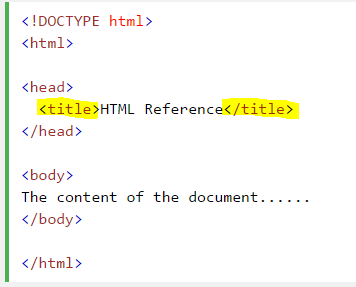 <!DOCTYPE html>
<html>
<head>
<title>HTML Reference</title>
</head>
<body>
The content of the document......
</body>
</html>